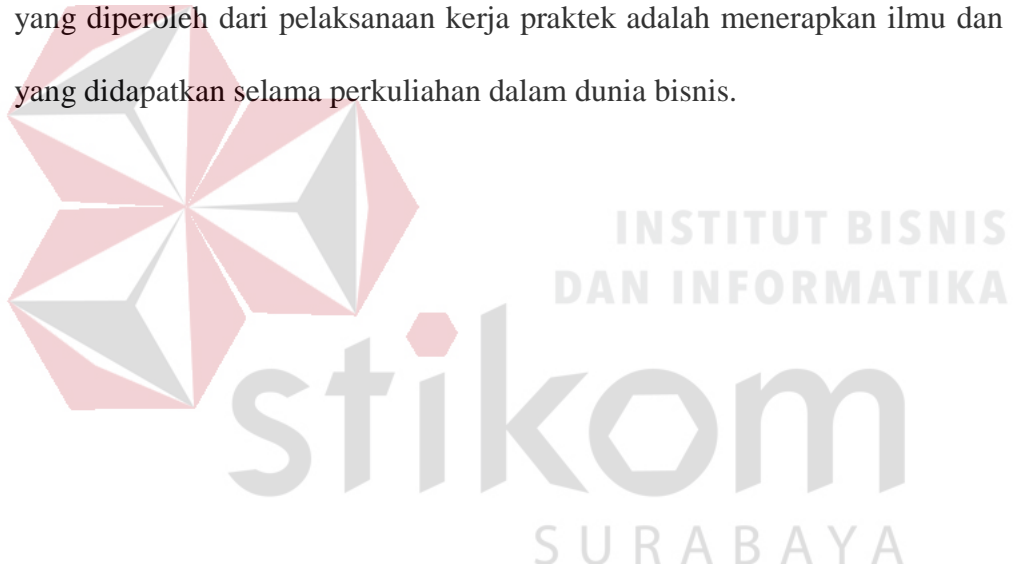 yang diperoleh dari pelaksanaan kerja praktek adalah menerapkan ilmu dan
yang didapatkan selama perkuliahan dalam dunia bisnis.
INSTITUT BISNIS
DAN INFORMATIKA
stikom
SURABAYA